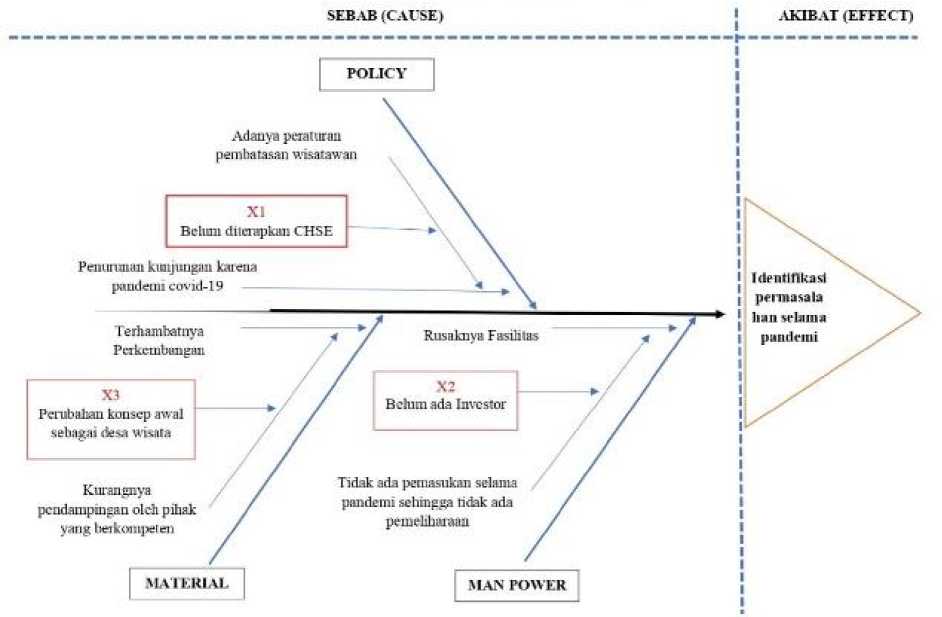 SEBAB (CAUSE)
AKIBAT (EFFECT)
POLICY
Adanya peraturan
pembatasan wisatawan
X1
Belum diterapkan CHSE
Penurunan kunjungan karena
pandemi covid-19
Identifikasi
permasala
han selama
pandemi
Terhambatnya
Perkembangan
Rusaknya Fasilitas
X3
Perubahan konsep awal
sebagai desa wisata
X2
Belum ada Investor
Kurangnya
pendampingan oleh pihak
yang berkompeten
Tidak ada pemasukan selama
pandemi sehingga tidak ada
pemeliharaan
MATERIAL
MAN POWER